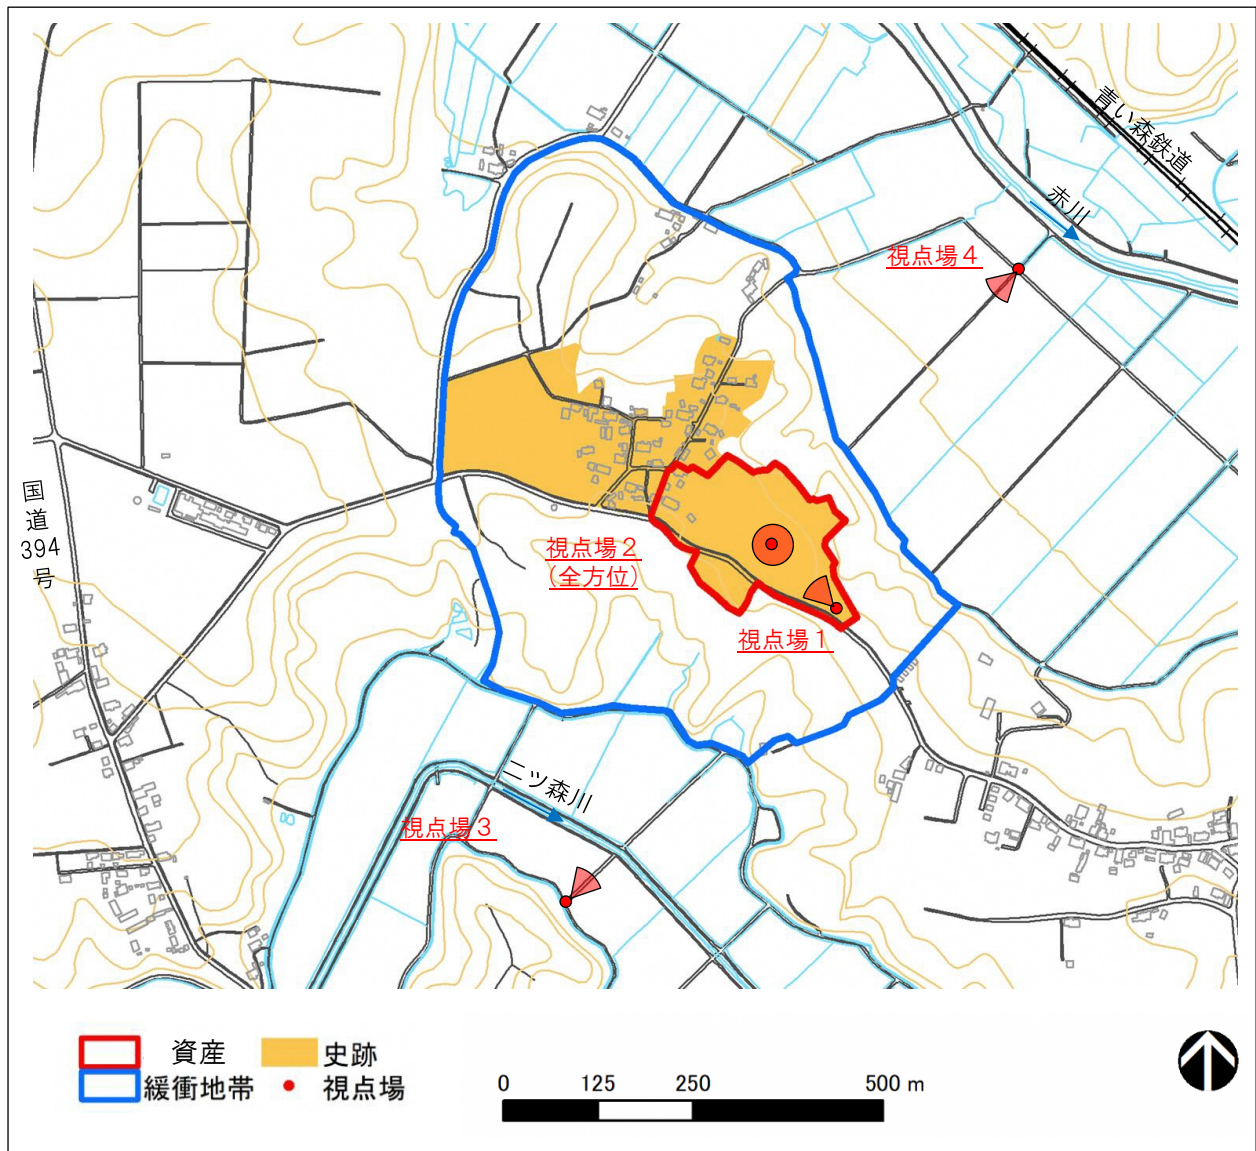 青い森鉄道
赤川
視点場４
国
道
394
号
視点場２
(全方位)
視点場１
二ツ森川
視点場３
資産
史跡
緩衝地帯
視点場
0 125 250 500 m